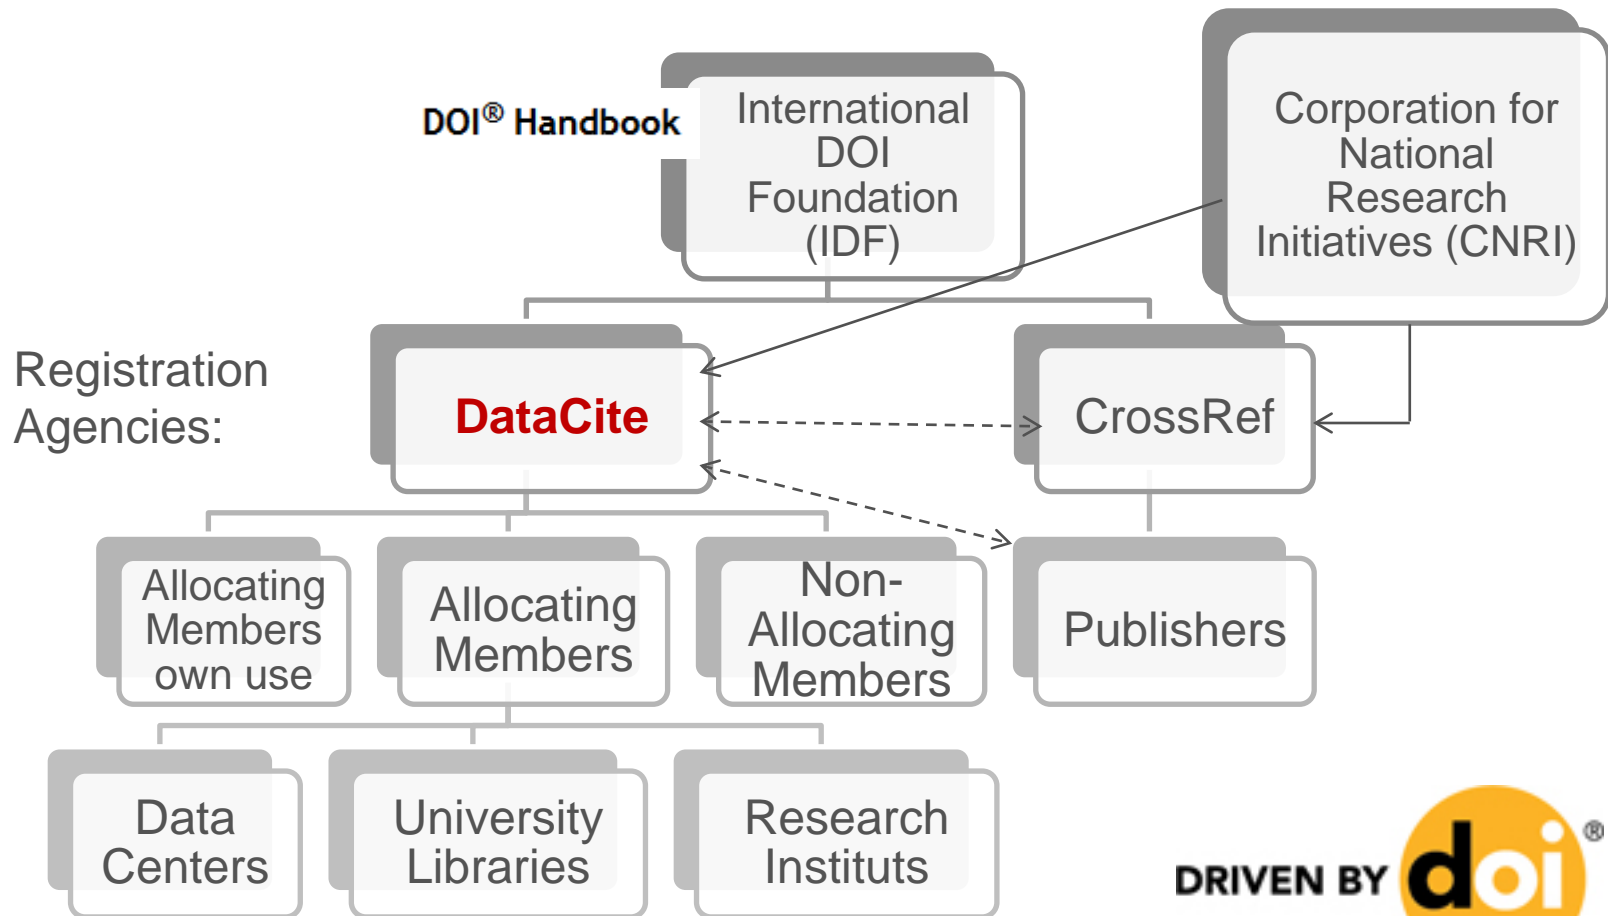 DOI® Handbook
International
DOI
Foundation
(IDF)
Corporation for
National
Research
Initiatives (CNRI)
Registration
Agencies:
DataCite
CrossRef
Allocating
Members
own use
Allocating
Members
Non-
Allocating
Members
Publishers
Data
Centers
University
Libraries
Research
Instituts
DRIVEN BY doi®